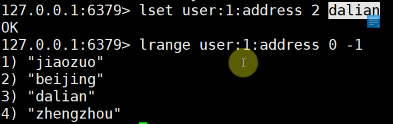 127.0.0.1:6379> lset user:1:address 2 dalian
OK
127.0.0.1:6379> lrange user:1:address 0 -1
1) "jiaozuo"
2) "beijing"
3) "dalian"
4) "zhengzhou"